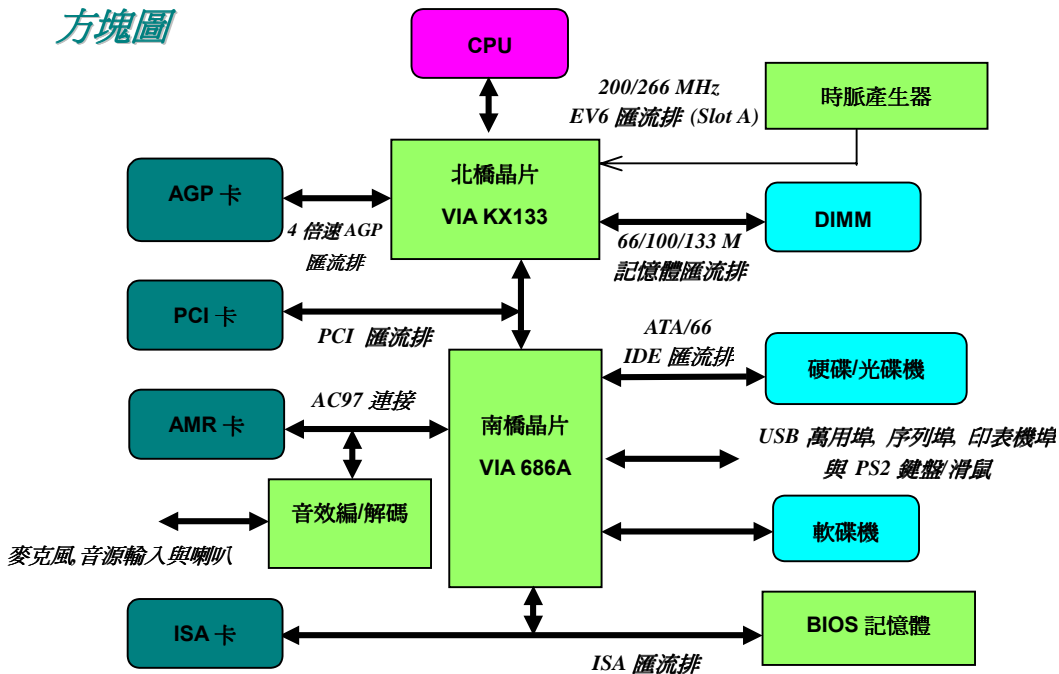 方塊圖
CPU
200/266 MHz
EV6 匯流排 (Slot A)
時脈產生器
北橋晶片
VIA KX133
AGP 卡
4 倍速 AGP
匯流排
DIMM
66/100/133 M
記憶體匯流排
PCI 卡
PCI 匯流排
ATA/66
IDE 匯流排
硬碟/光碟機
AMR 卡
AC97 連接
南橋晶片
VIA 686A
USB 萬用埠, 序列埠, 印表機埠
與 PS2 鍵盤/滑鼠
音效編/解碼
麥克風,音源輸入與喇叭
軟碟機
ISA 卡
ISA 匯流排
BIOS 記憶體